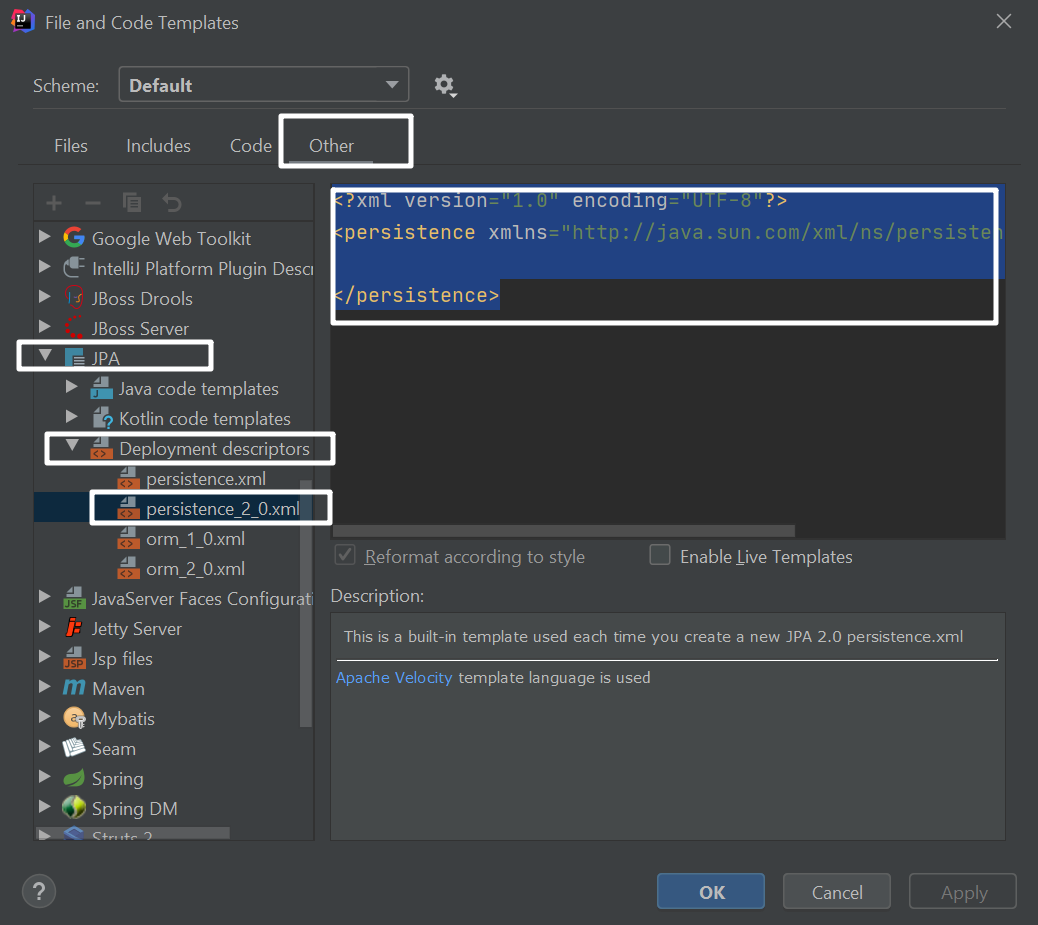 File and Code Templates
Scheme:
Default
Files
Includes
Code
Other
Google Web Toolkit
IntelliJ Platform Plugin Descr
JBoss Drools
JBoss Server
JPA
Java code templates
Kotlin code templates
Deployment descriptors
persistence.xml
persistence_2_0.xml
orm_1_0.xml
orm_2_0.xml
JavaServer Faces Configurati
Jetty Server
Jsp files
Maven
Mybatis
Seam
Spring
Spring DM
Struts 2
<?xml version="1.0" encoding="UTF-8"?>
<persistence xmlns="http://java.sun.com/xml/ns/persisten
</persistence>
Reformat according to style
Enable Live Templates
Description:
This is a built-in template used each time you create a new JPA 2.0 persistence.xml
Apache Velocity template language is used
?
OK
Cancel
Apply